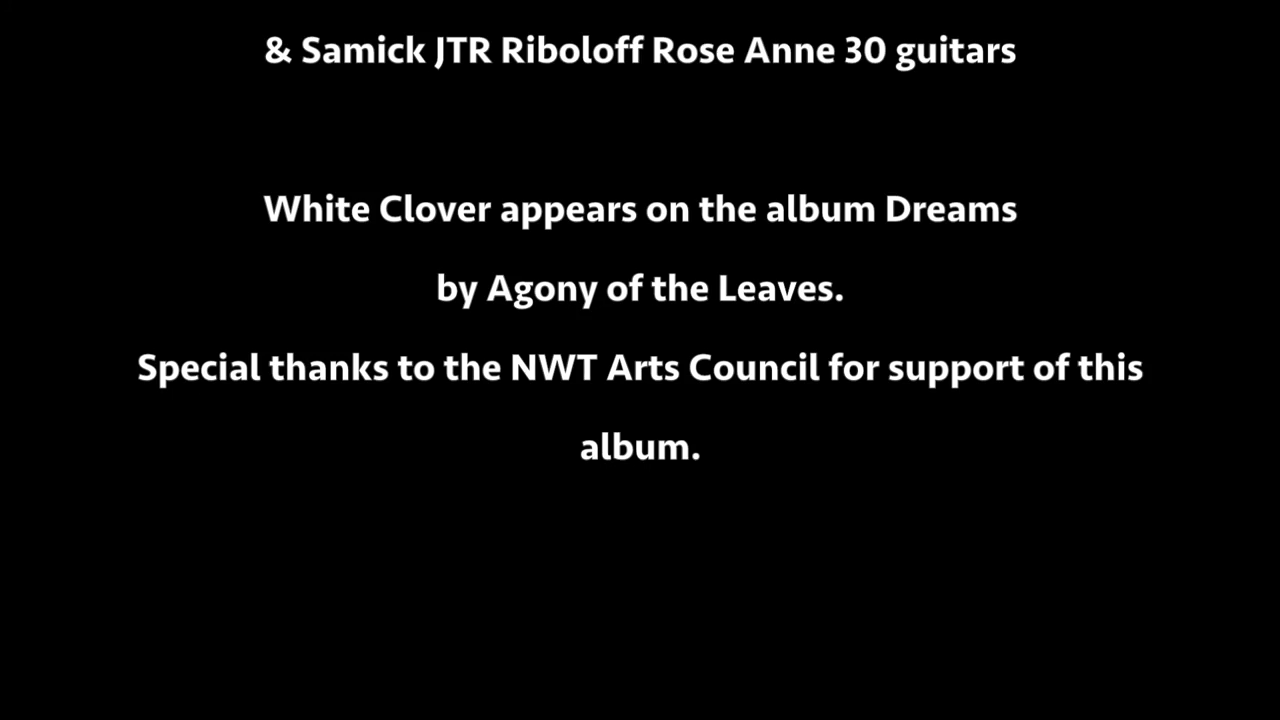 & Samick JTR Riboloff Rose Anne 30 guitars
White Clover appears on the album Dreams
by Agony of the Leaves.
Special thanks to the NWT Arts Council for support of this
album.